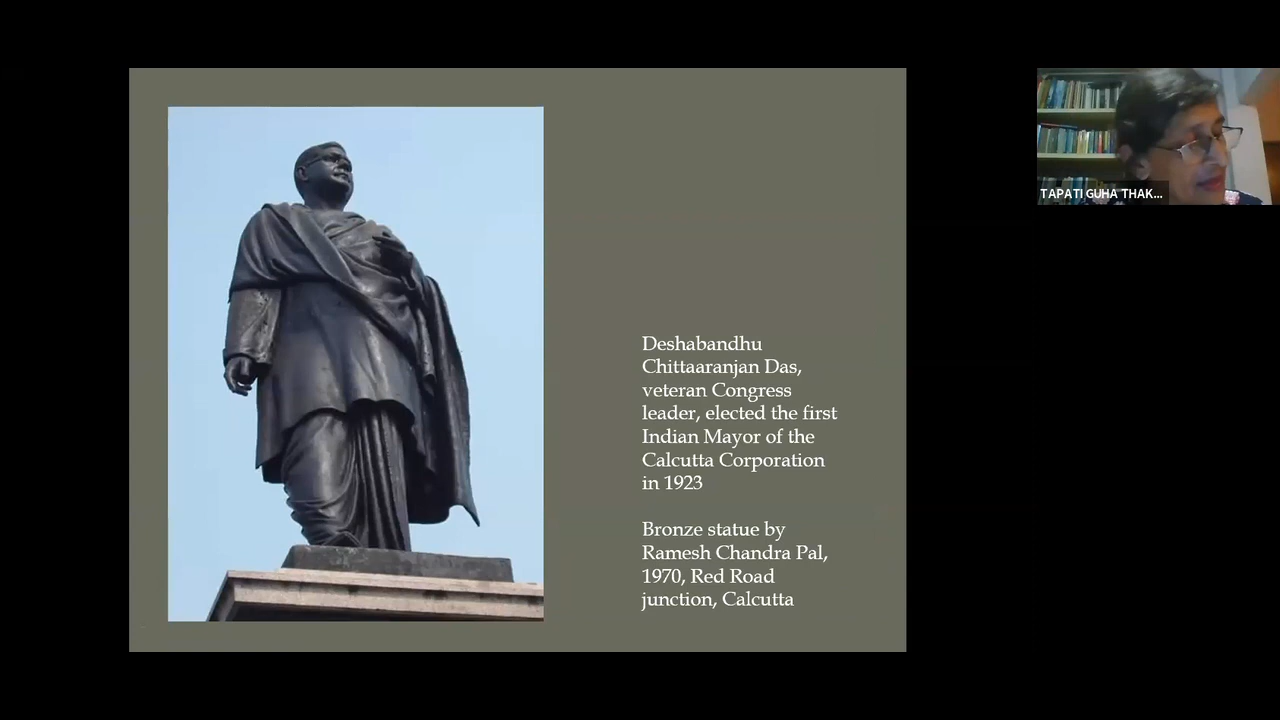 Deshabandhu
Chittaaranjan Das,
veteran Congress
leader, elected the first
Indian Mayor of the
Calcutta Corporation
in 1923
Bronze statue by
Ramesh Chandra Pal,
1970, Red Road
junction, Calcutta
TAPATI GUHA THAK...